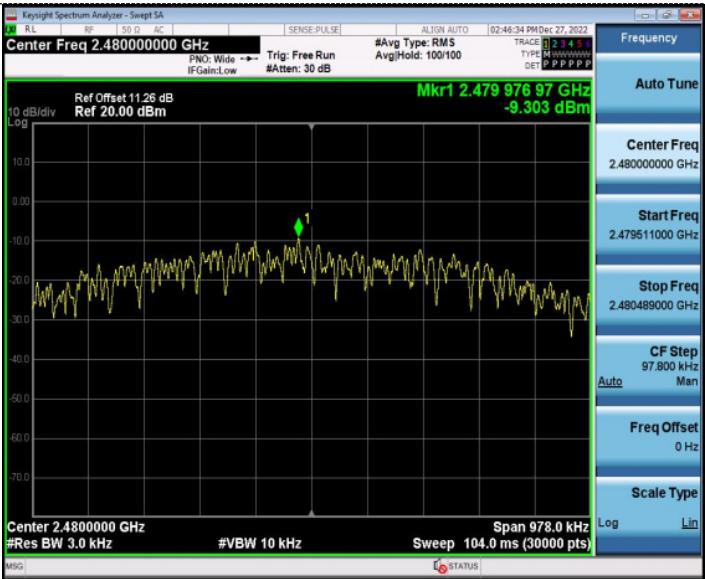 Keysight Spectrum Analyzer - Swept SA
RL RF 50 Ω AC SENSE:PULSE ALIGN AUTO 02:46:34 PM Dec 27, 2022
Center Freq 2.480000000 GHz
PNO: Wide
IFGain:Low
Trig: Free Run
#Atten: 30 dB
#Avg Type: RMS
Avg|Hold: 100/100
TRACE 1 2 3 4 5 6
TYPE M WWWWW
DET P P P P P P
Frequency
Ref Offset 11.26 dB
10 dB/div Ref 20.00 dBm
Log
Mkr1 2.479 976 97 GHz
-9.303 dBm
10.0
0.00
-10.0
-20.0
-30.0
-40.0
-50.0
-60.0
-70.0
1
Center 2.4800000 GHz
Span 978.0 kHz
#Res BW 3.0 kHz
#VBW 10 kHz
Sweep 104.0 ms (30000 pts)
MSG
STATUS
Auto Tune
Center Freq
2.480000000 GHz
Start Freq
2.479511000 GHz
Stop Freq
2.480489000 GHz
CF Step
97.800 kHz
Auto Man
Freq Offset
0 Hz
Scale Type
Log Lin